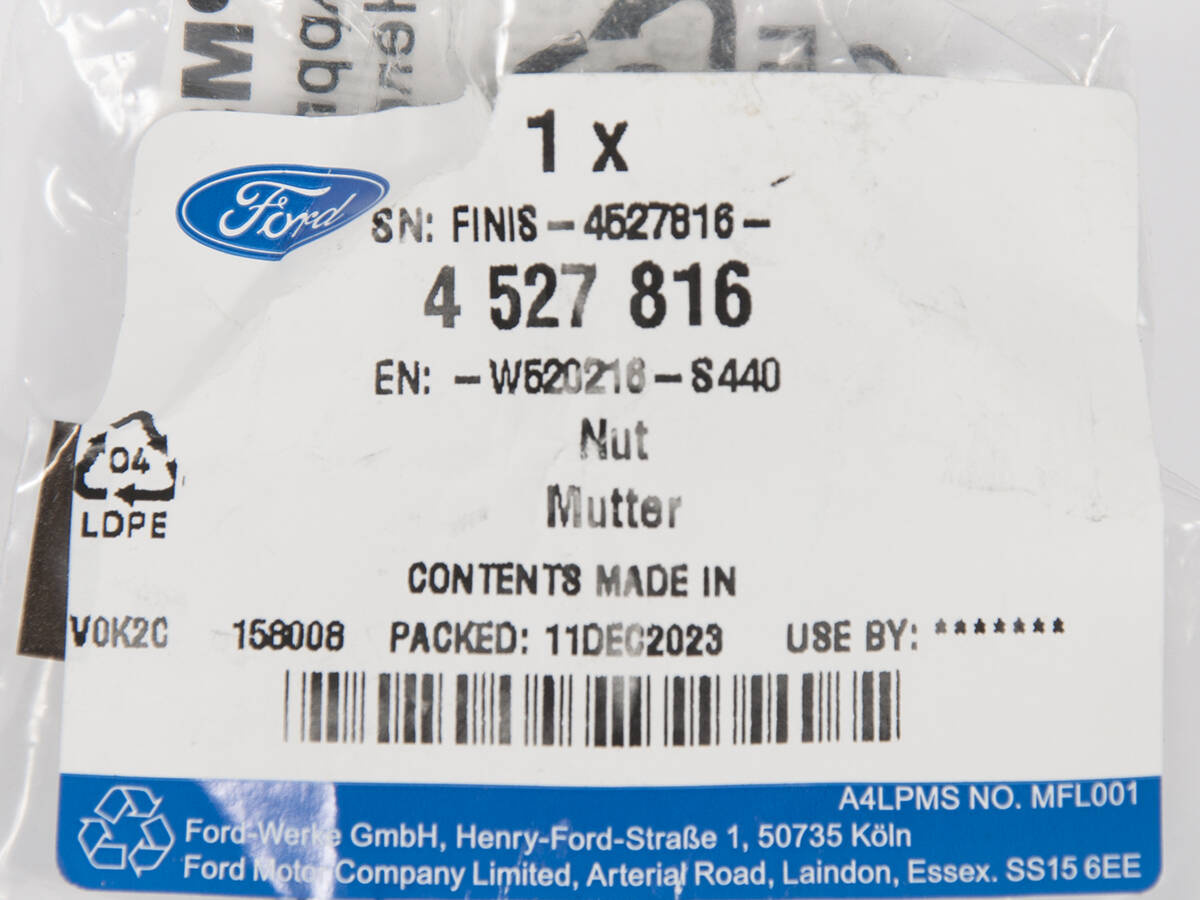 1 x
Ford
SN: FINIS - 4527816 -
4 527 816
EN: - W520216 - S440
Nut
Mutter
04
LDPE
CONTENTS MADE IN
V0K2C 158008 PACKED: 11DEC2023 USE BY: *******
A4LPMS NO. MFL001
Ford-Werke GmbH, Henry-Ford-Straße 1, 50735 Köln
Ford Motor Company Limited, Arterial Road, Laindon, Essex. SS15 6EE